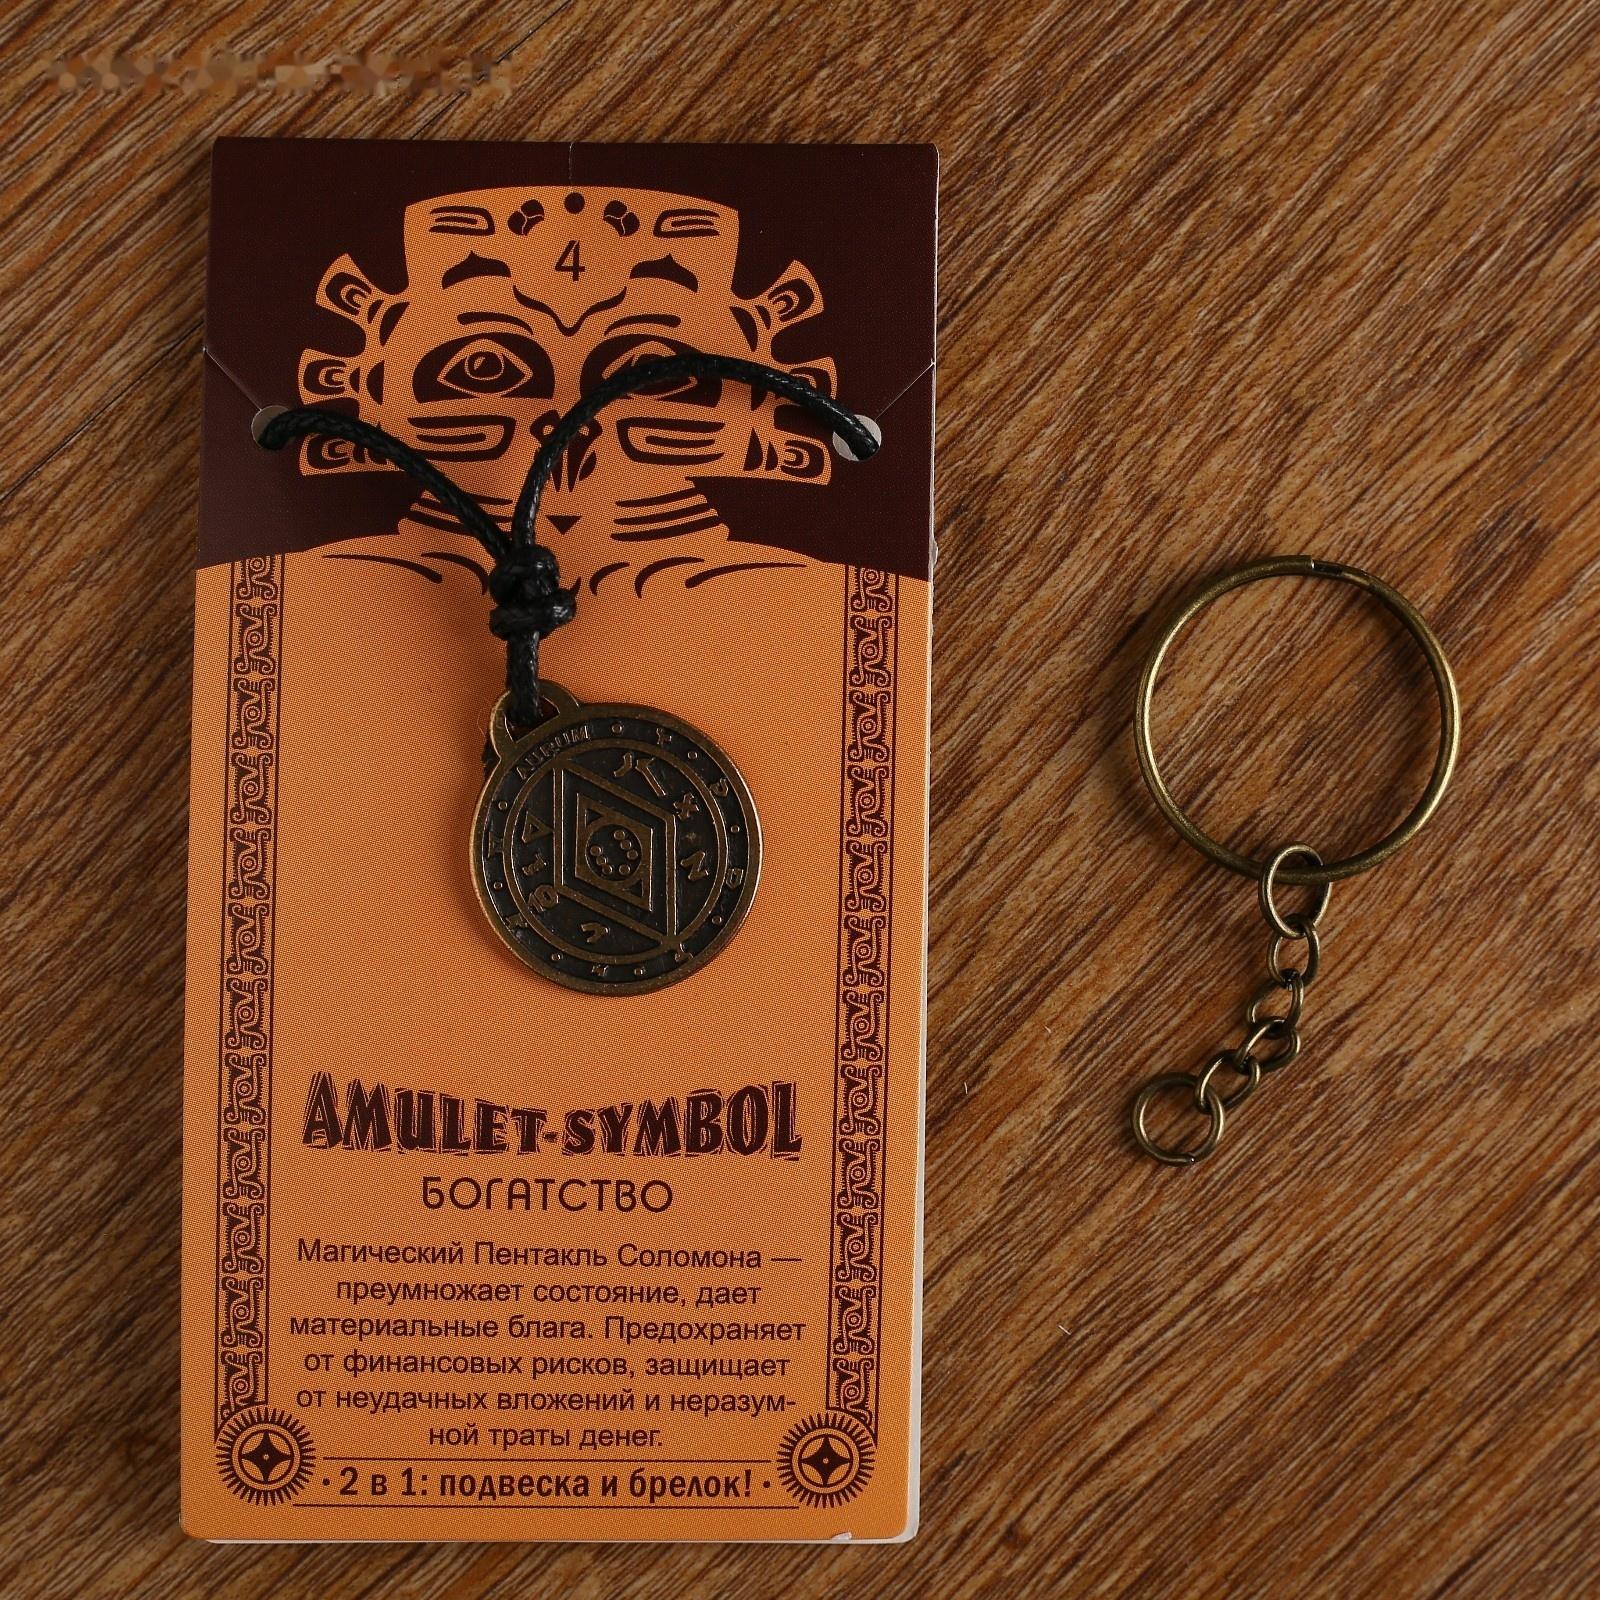 4
AURUM
AMULET-SYMBOL
БОГАТСТВО
Магический Пентакль Соломона —
преумножает состояние, дает
материальные блага. Предохраняет
от финансовых рисков, защищает
от неудачных вложений и неразум-
ной траты денег.
· 2 в 1: подвеска и брелок! ·